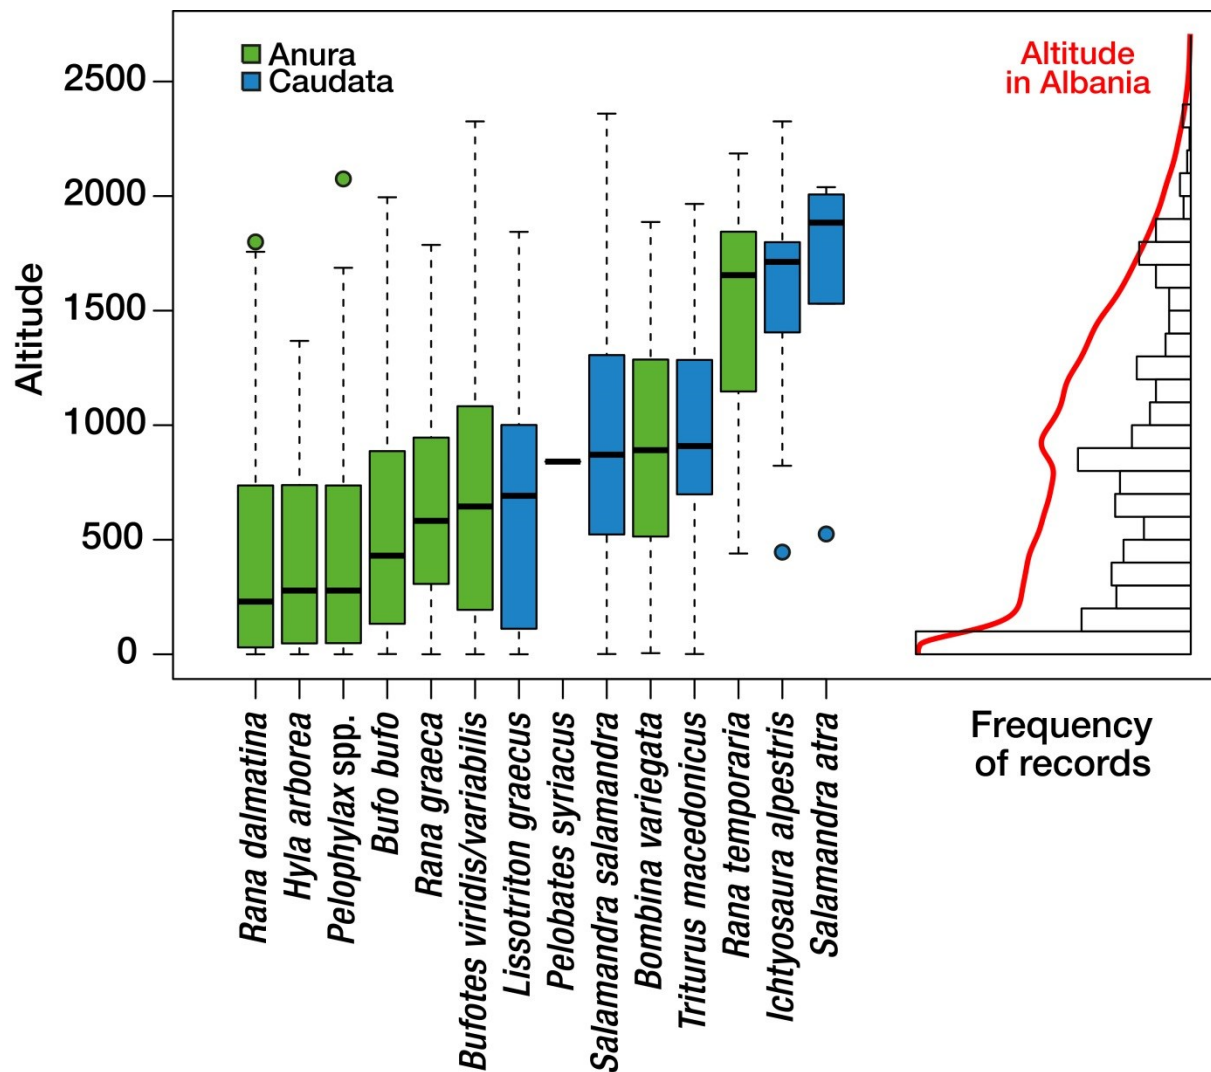 Anura
Caudata
Altitude
in Albania
2500
2000
1500
1000
500
0
Altitude
Rana dalmatina
Hyla arborea
Pelophylax spp.
Bufo bufo
Rana graeca
Bufotes viridis/variabilis
Lissotriton graecus
Pelobates syriacus
Salamandra salamandra
Bombina variegata
Triturus macedonicus
Rana temporaria
Ichtyosaura alpestris
Salamandra atra
Frequency
of records